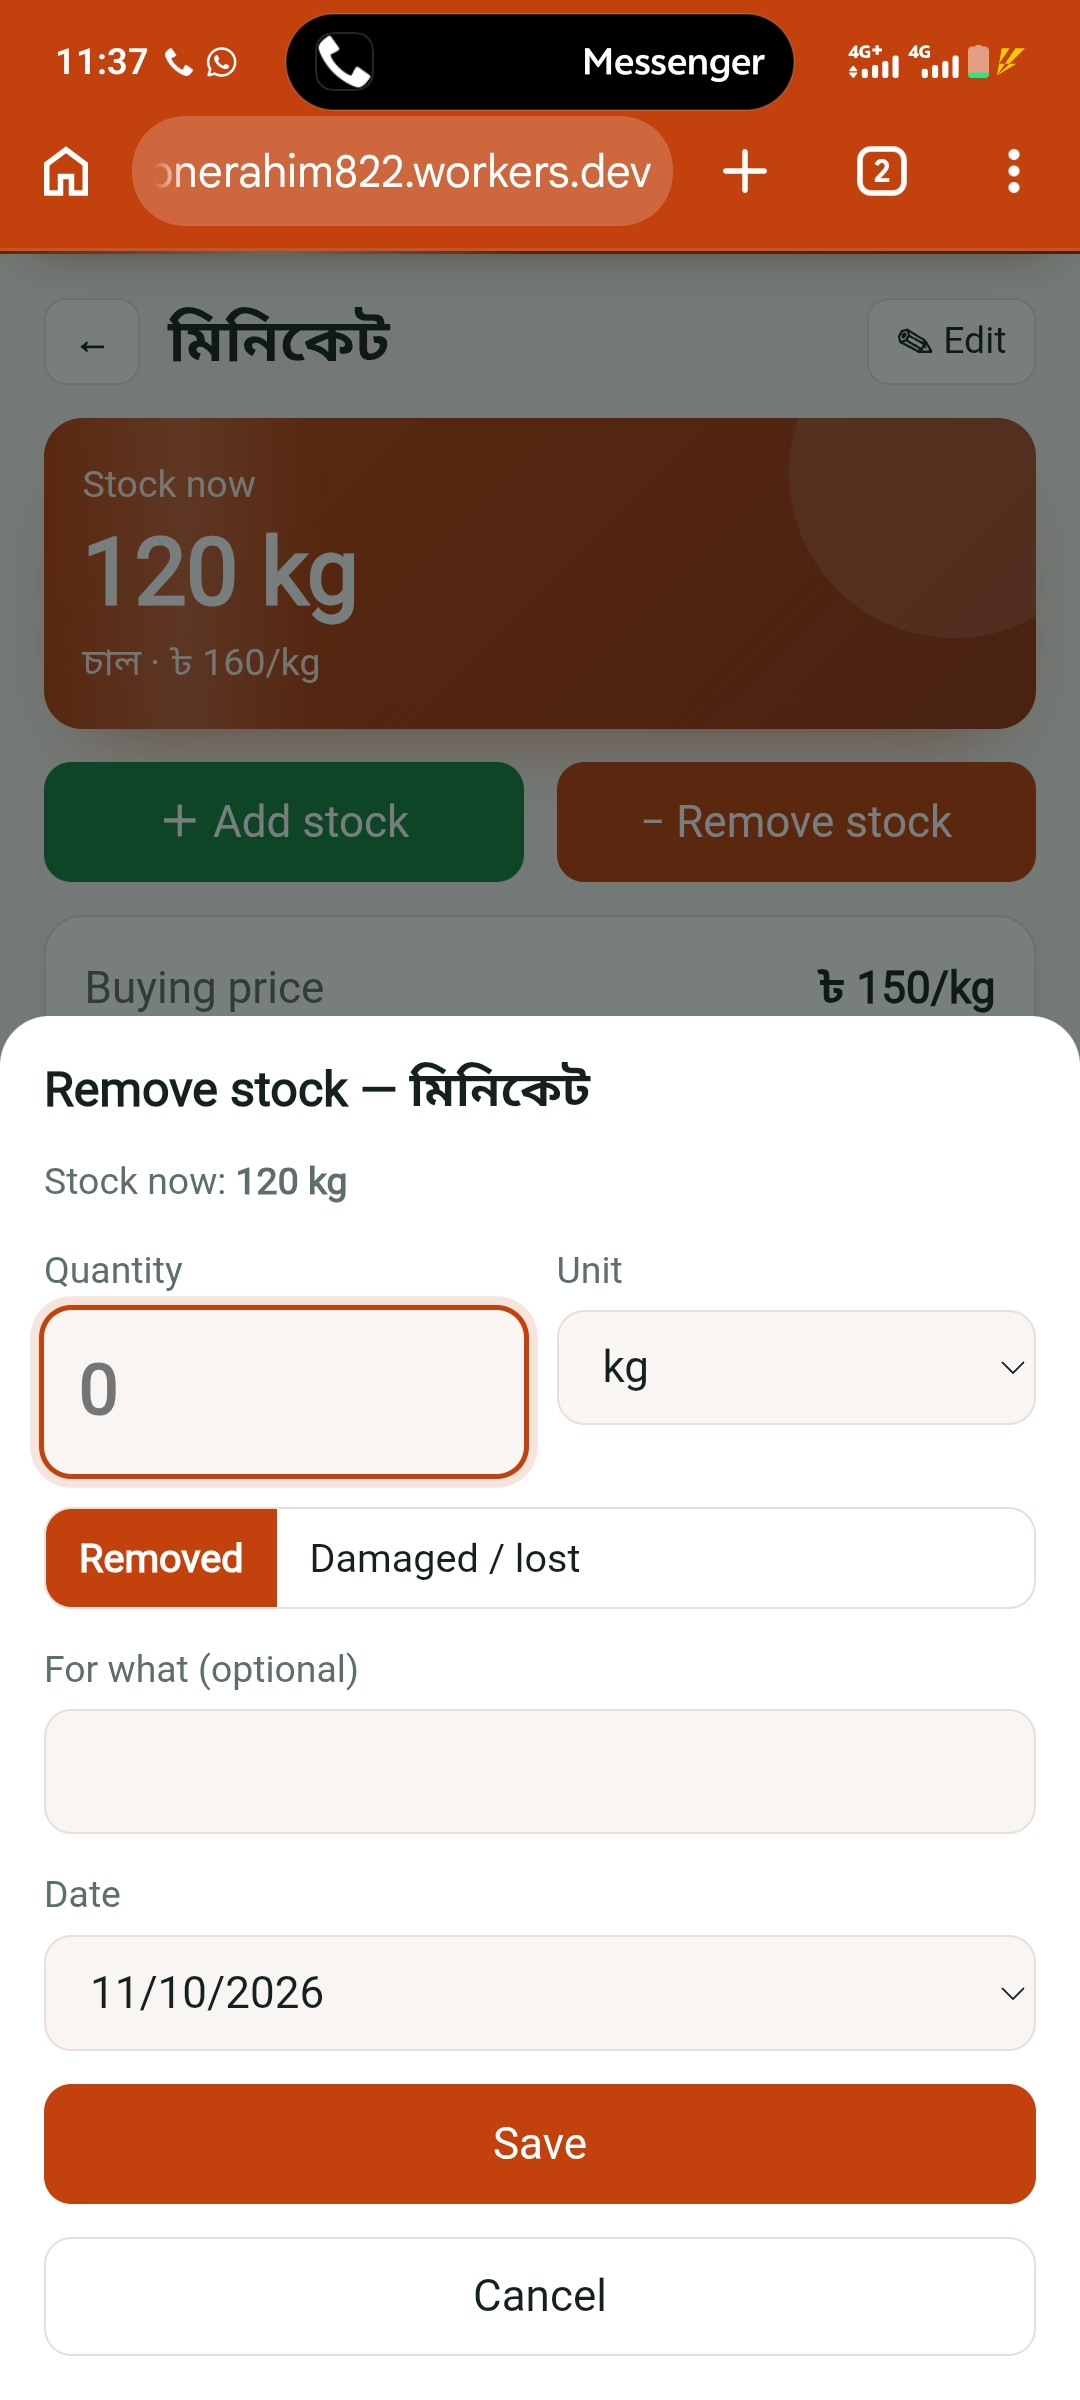 11:37
Messenger
4G+ 4G
nerahim822.workers.dev
2
← মিনিকেট
✎ Edit
Stock now
120 kg
চাল · ৳ 160/kg
+ Add stock
− Remove stock
Buying price
৳ 150/kg
Remove stock — মিনিকেট
Stock now: 120 kg
Quantity
Unit
0
kg
Removed
Damaged / lost
For what (optional)
Date
11/10/2026
Save
Cancel